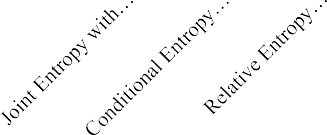 Joint Entropy with...
Conditional Entropy...
Relative Entropy...